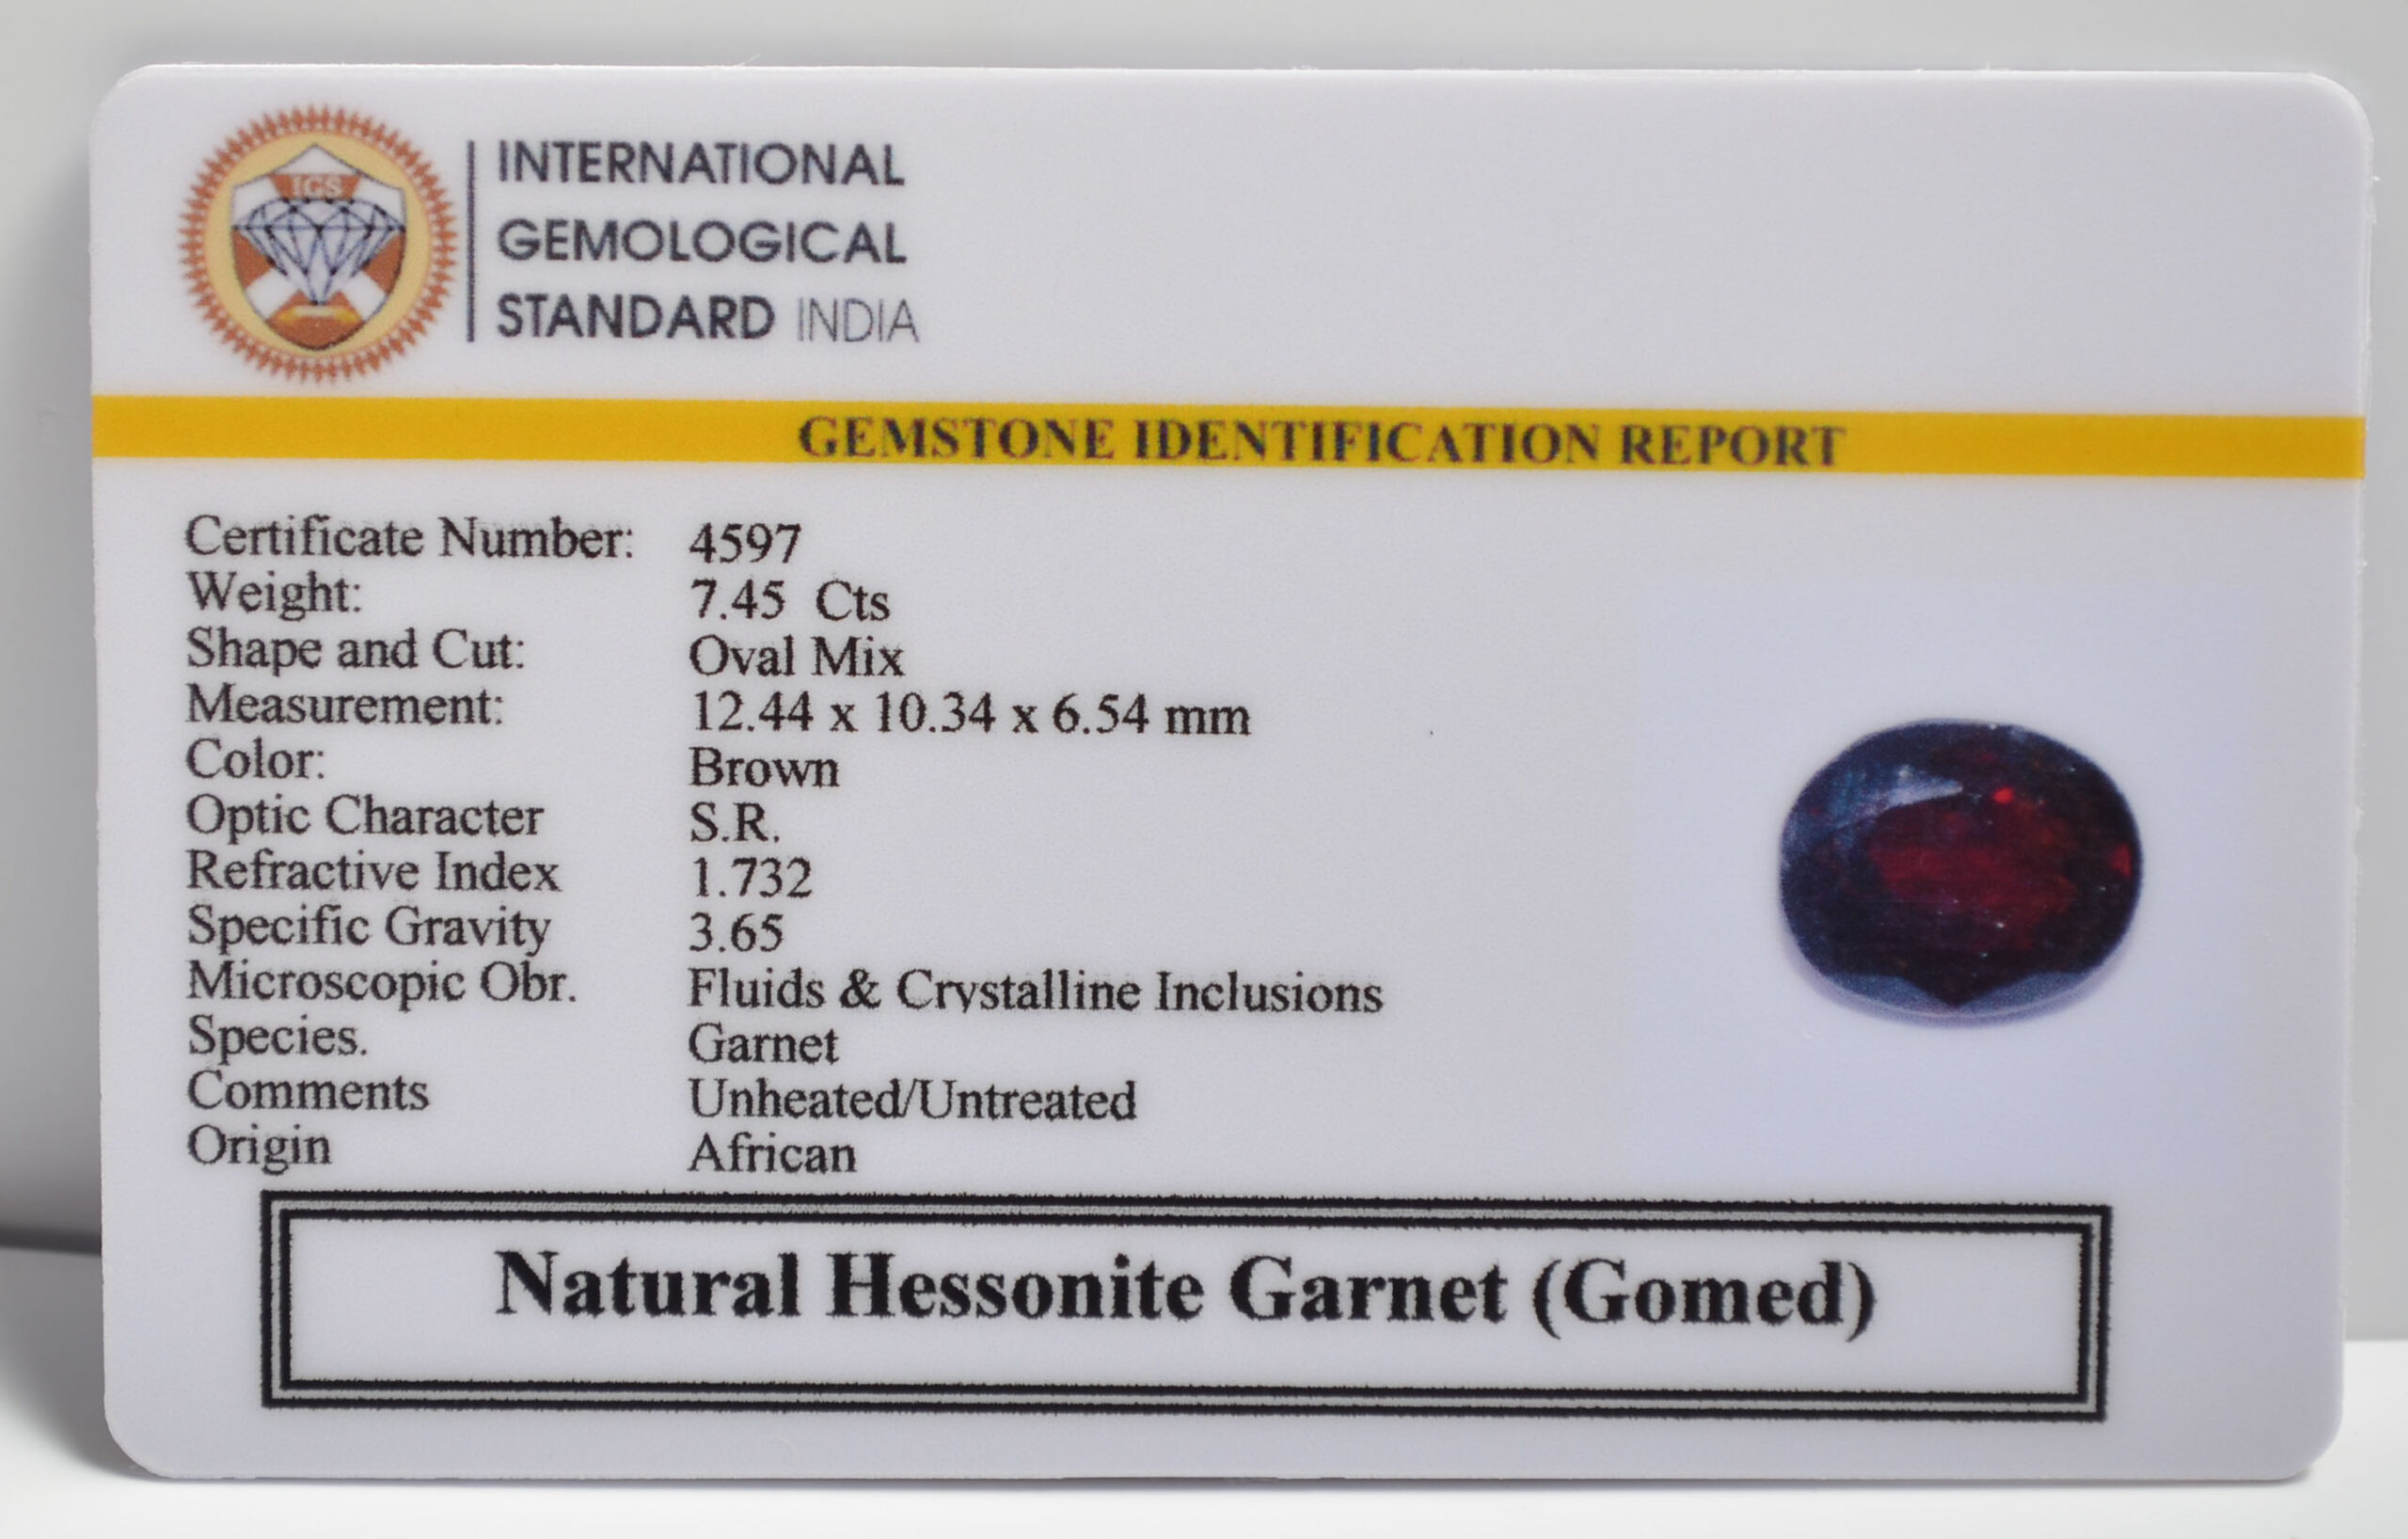 IGS
INTERNATIONAL
GEMOLOGICAL
STANDARD INDIA
GEMSTONE IDENTIFICATION REPORT
Certificate Number: 4597
Weight: 7.45 Cts
Shape and Cut: Oval Mix
Measurement: 12.44 x 10.34 x 6.54 mm
Color: Brown
Optic Character S.R.
Refractive Index 1.732
Specific Gravity 3.65
Microscopic Obr. Fluids & Crystalline Inclusions
Species. Garnet
Comments Unheated/Untreated
Origin African
Natural Hessonite Garnet (Gomed)